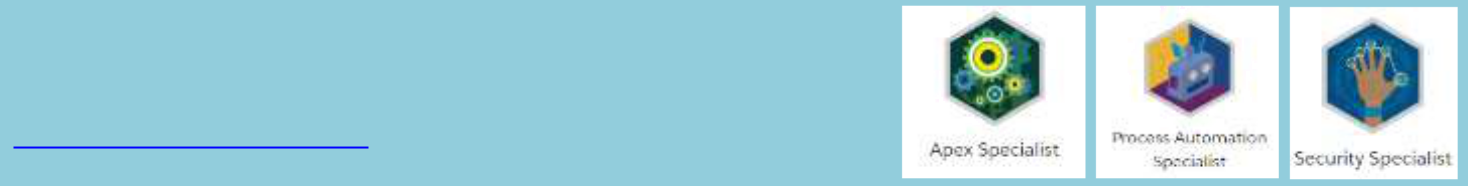 Apex Specialist
Process Automation
Specialist
Security Specialist